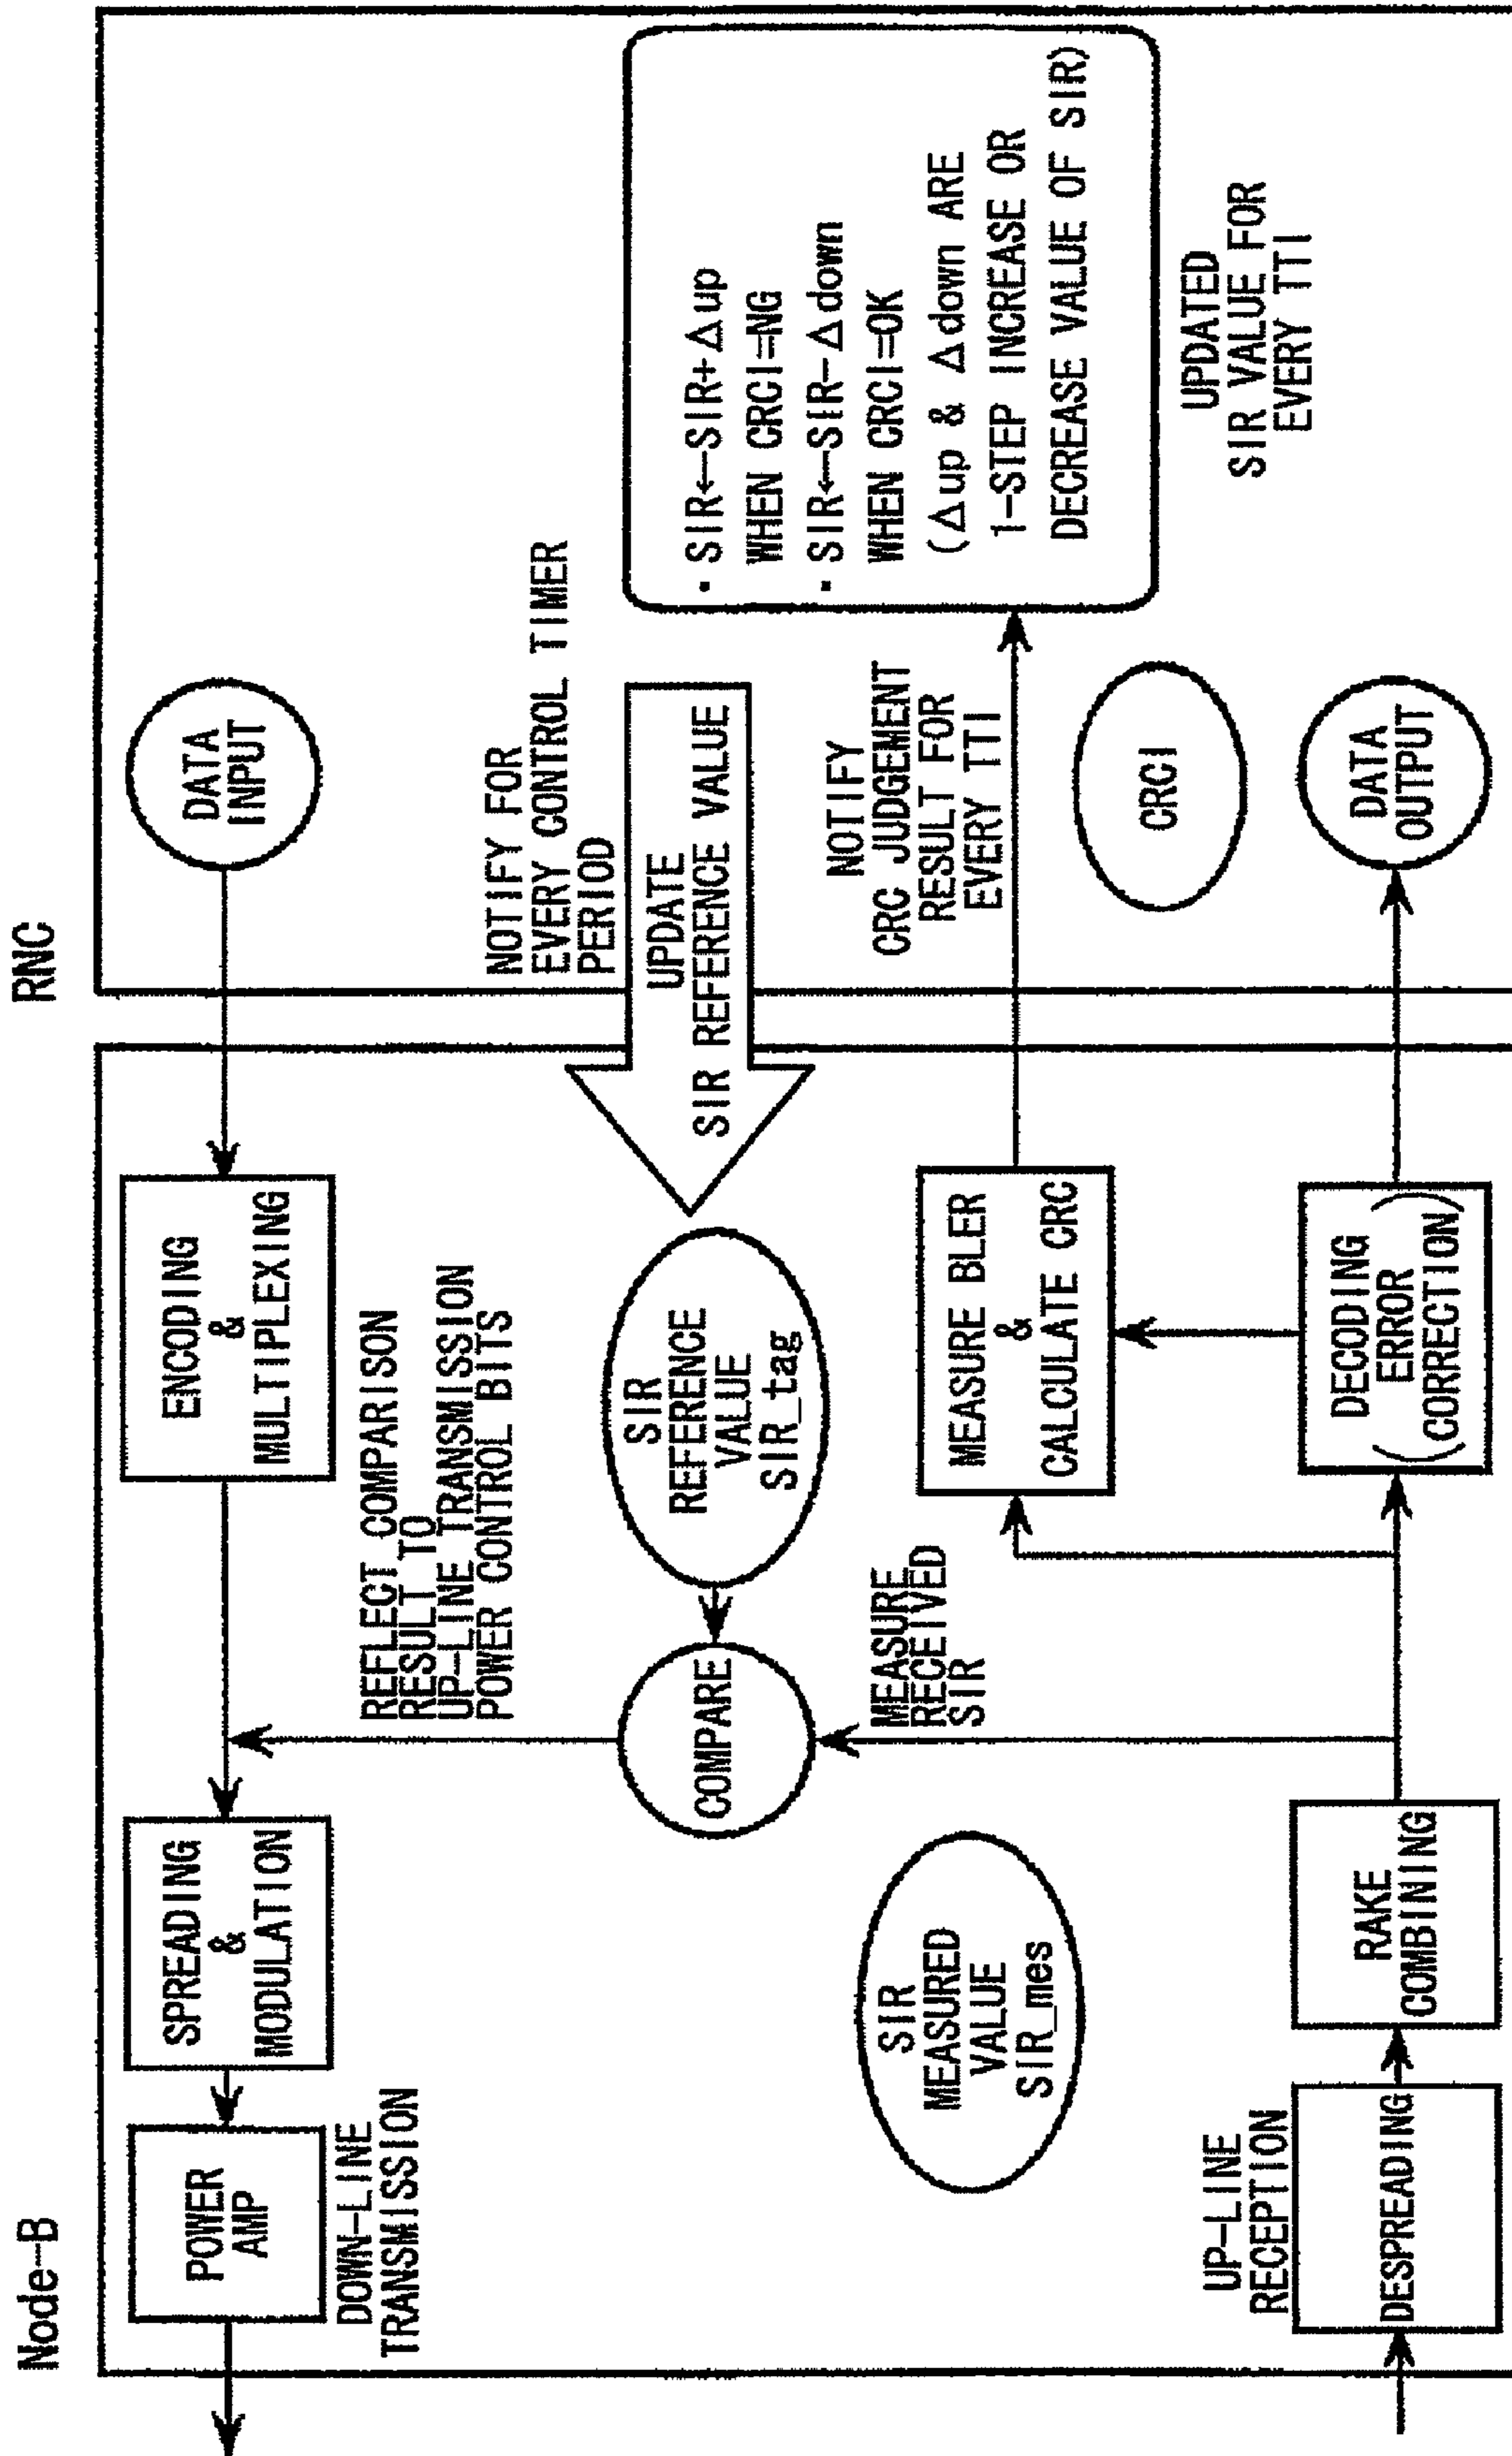 Node-B
RNC
POWER
AMP
DOWN-LINE
TRANSMISSION
SPREADING
&
MODULATION
ENCODING
&
MULTIPLEXING
DATA
INPUT
REFLECT COMPARISON
RESULT TO
UP-LINE TRANSMISSION
POWER CONTROL BITS
NOTIFY FOR
EVERY CONTROL TIMER
PERIOD
UPDATE
SIR REFERENCE VALUE
COMPARE
SIR
REFERENCE
VALUE
SIR_tag
• SIR←SIR+Δup
WHEN CRCI=NG
• SIR←SIR-Δdown
WHEN CRCI=OK
(Δup & Δdown ARE
1-STEP INCREASE OR
DECREASE VALUE OF SIR)
SIR
MEASURED
VALUE
SIR_mes
MEASURE
RECEIVED
SIR
MEASURE BLER
&
CALCULATE CRC
NOTIFY
CRC JUDGEMENT
RESULT FOR
EVERY TTI
CRCI
UPDATED
SIR VALUE FOR
EVERY TTI
UP-LINE
RECEPTION
DESPREADING
RAKE
COMBINING
DECODING
(ERROR
CORRECTION)
DATA
OUTPUT